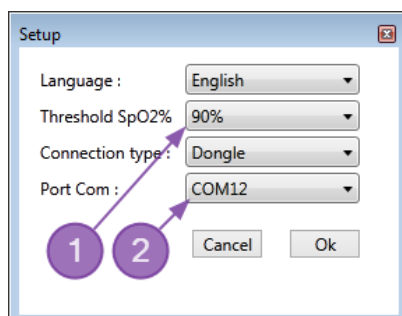 Setup
Language : English
Threshold SpO2% 90%
Connection type : Dongle
Port Com : COM12
1 2 Cancel Ok